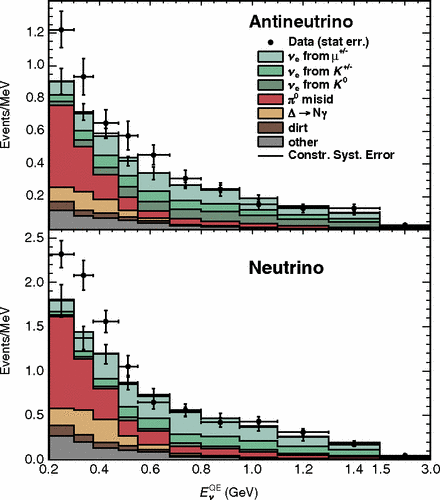 Antineutrino
Data (stat err.)
νe from μ+/-
νe from K+/-
νe from K0
π0 misid
Δ → Nγ
dirt
other
Constr. Syst. Error
Events/MeV
1.2
1.0
0.8
0.6
0.4
0.2
Neutrino
Events/MeV
2.5
2.0
1.5
1.0
0.5
0.0
0.2 0.4 0.6 0.8 1.0 1.2 1.4 1.5 3.0
EνQE (GeV)